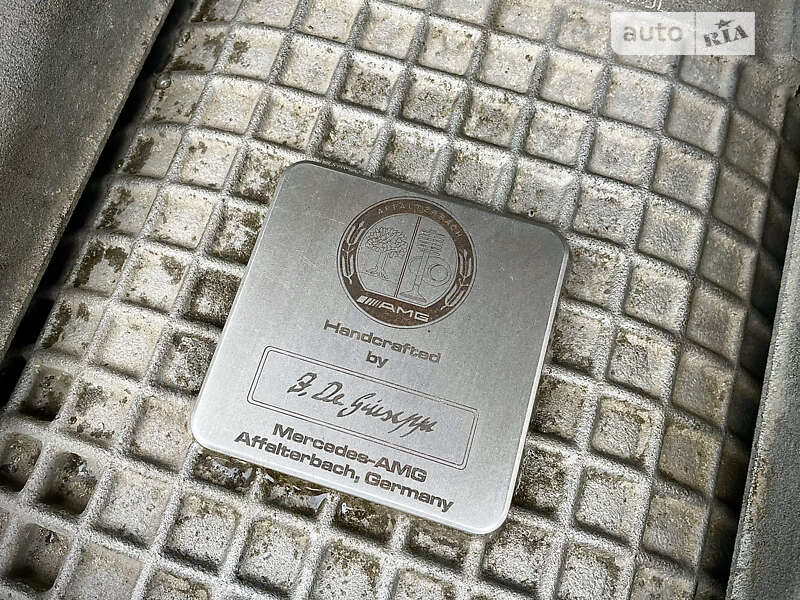 auto RIA
AFFALTERBACH
AMG
Handcrafted
by
Mercedes-AMG
Affalterbach, Germany